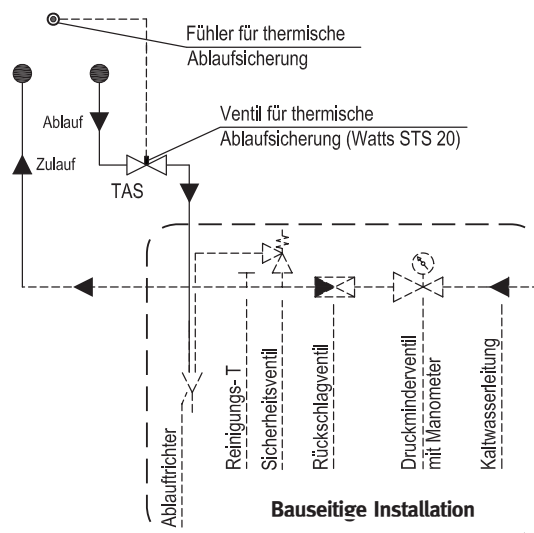 Fühler für thermische
Ablaufsicherung
Ablauf
Ventil für thermische
Ablaufsicherung (Watts STS 20)
Zulauf
TAS
Ablauftrichter
Reinigungs- T
Sicherheitsventil
Rückschlagventil
Druckminderventil
mit Manometer
Kaltwasserleitung
Bauseitige Installation